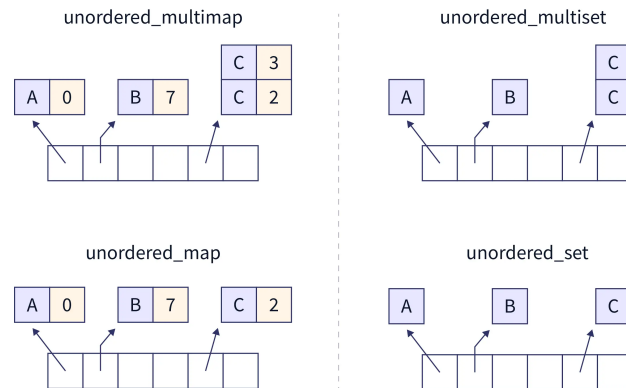 unordered_multimap
C 3
A 0 B 7 C 2
unordered_multiset
C
A B C
unordered_map
A 0 B 7 C 2
unordered_set
A B C